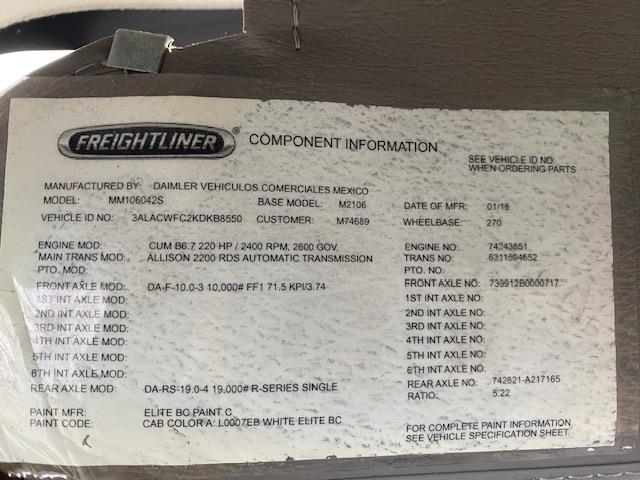 FREIGHTLINER® COMPONENT INFORMATION
SEE VEHICLE ID NO
WHEN ORDERING PARTS
MANUFACTURED BY: DAIMLER VEHICULOS COMERCIALES MEXICO
MODEL: MM106042S BASE MODEL: M2106 DATE OF MFR: 01/18
VEHICLE ID NO: 3ALACWFC2KDKB8550 CUSTOMER: M74689 WHEELBASE: 270
ENGINE MOD: CUM B6.7 220 HP / 2400 RPM, 2600 GOV, ENGINE NO: 74243851
MAIN TRANS MOD: ALLISON 2200 RDS AUTOMATIC TRANSMISSION TRANS NO: 6311594652
PTO. MOD: PTO. NO:
FRONT AXLE MOD: DA-F-10.0-3 10,000# FF1 71.5 KPI/3.74 FRONT AXLE NO: 739912B0000717
1ST INT AXLE MOD: 1ST INT AXLE NO:
2ND INT AXLE MOD: 2ND INT AXLE NO:
3RD INT AXLE MOD: 3RD INT AXLE NO:
4TH INT AXLE MOD: 4TH INT AXLE NO:
5TH INT AXLE MOD: 5TH INT AXLE NO:
6TH INT AXLE MOD: 6TH INT AXLE NO:
REAR AXLE MOD: DA-RS-19.0-4 19,000# R-SERIES SINGLE REAR AXLE NO: 742821-A217165
RATIO: 5.22
PAINT MFR: ELITE BC PAINT C
PAINT CODE: CAB COLOR A: L0007EB WHITE ELITE BC
FOR COMPLETE PAINT INFORMATION
SEE VEHICLE SPECIFICATION SHEET.